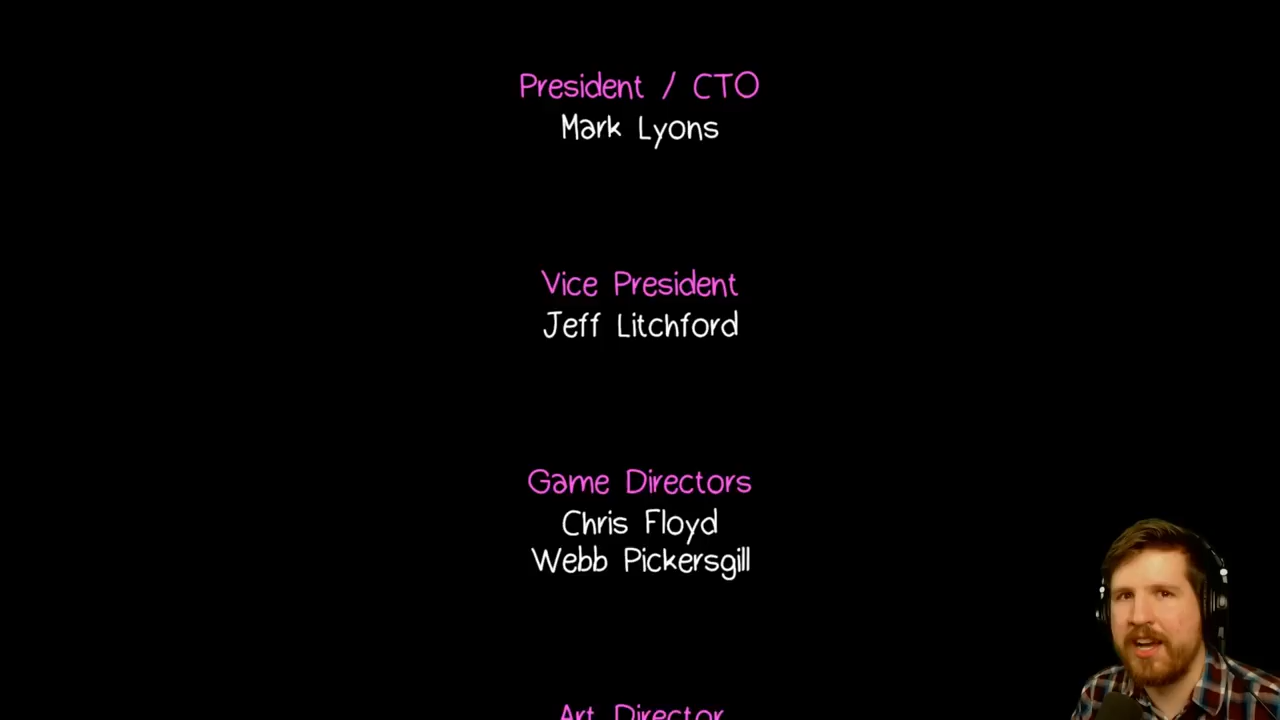 President / CTO
Mark Lyons
Vice President
Jeff Litchford
Game Directors
Chris Floyd
Webb Pickersgill
Art Director